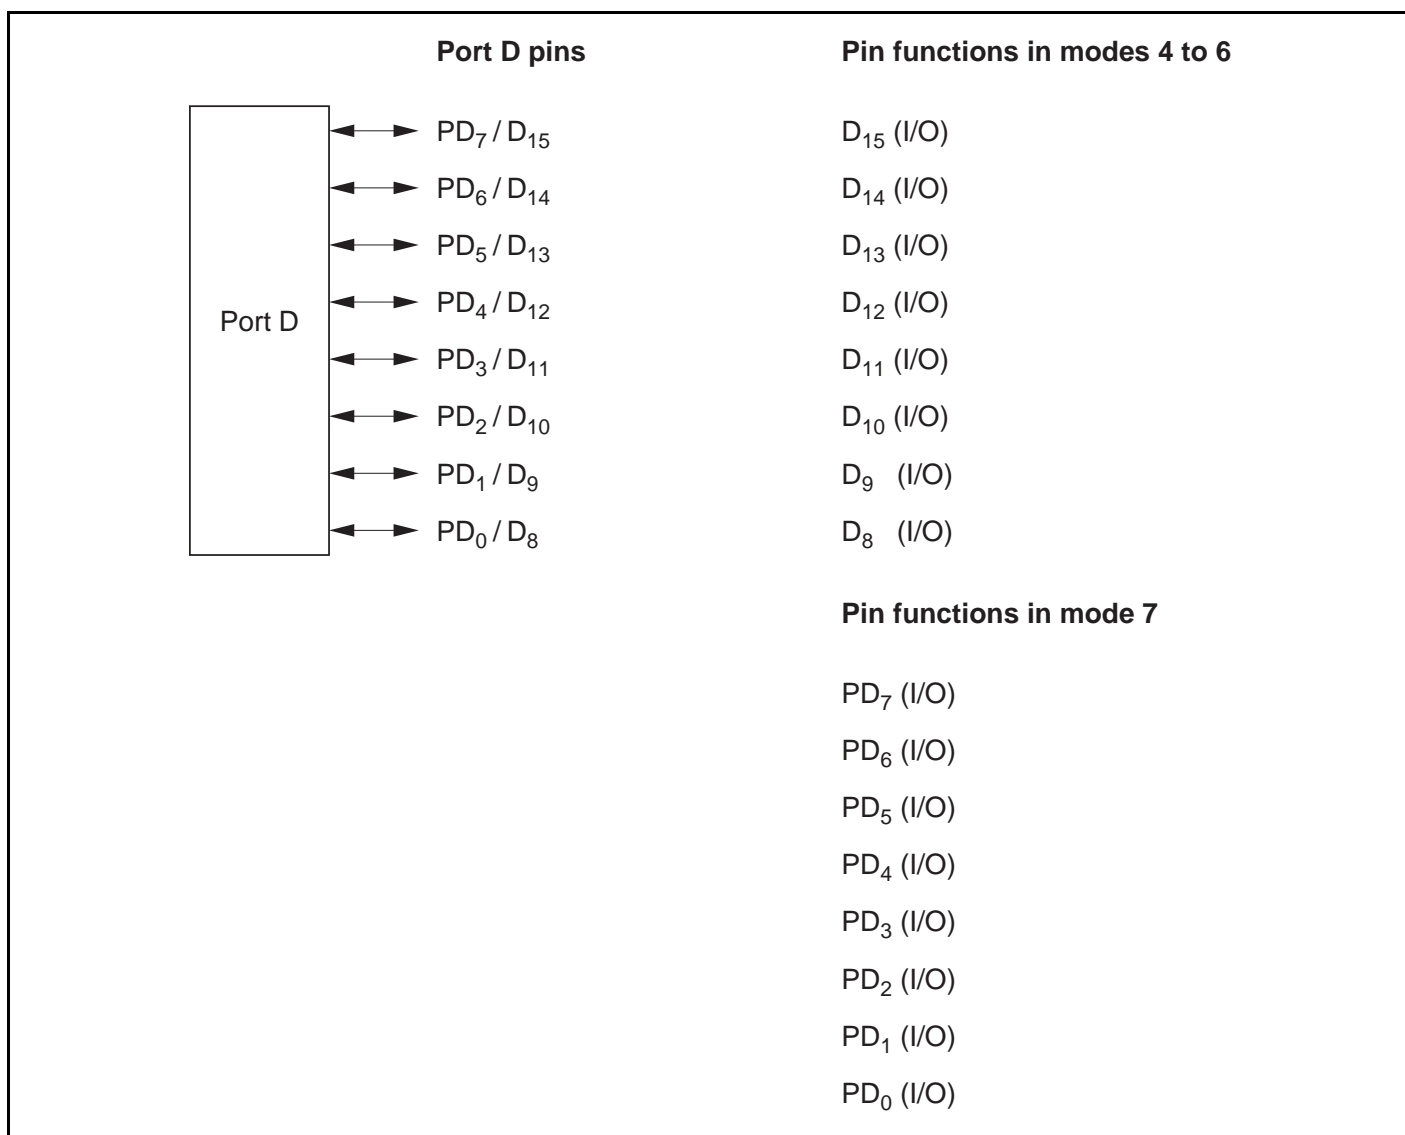 Port D pins Pin functions in modes 4 to 6
PD₇ / D₁₅ D₁₅ (I/O)
PD₆ / D₁₄ D₁₄ (I/O)
PD₅ / D₁₃ D₁₃ (I/O)
PD₄ / D₁₂ D₁₂ (I/O)
Port D
PD₃ / D₁₁ D₁₁ (I/O)
PD₂ / D₁₀ D₁₀ (I/O)
PD₁ / D₉ D₉ (I/O)
PD₀ / D₈ D₈ (I/O)
Pin functions in mode 7
PD₇ (I/O)
PD₆ (I/O)
PD₅ (I/O)
PD₄ (I/O)
PD₃ (I/O)
PD₂ (I/O)
PD₁ (I/O)
PD₀ (I/O)